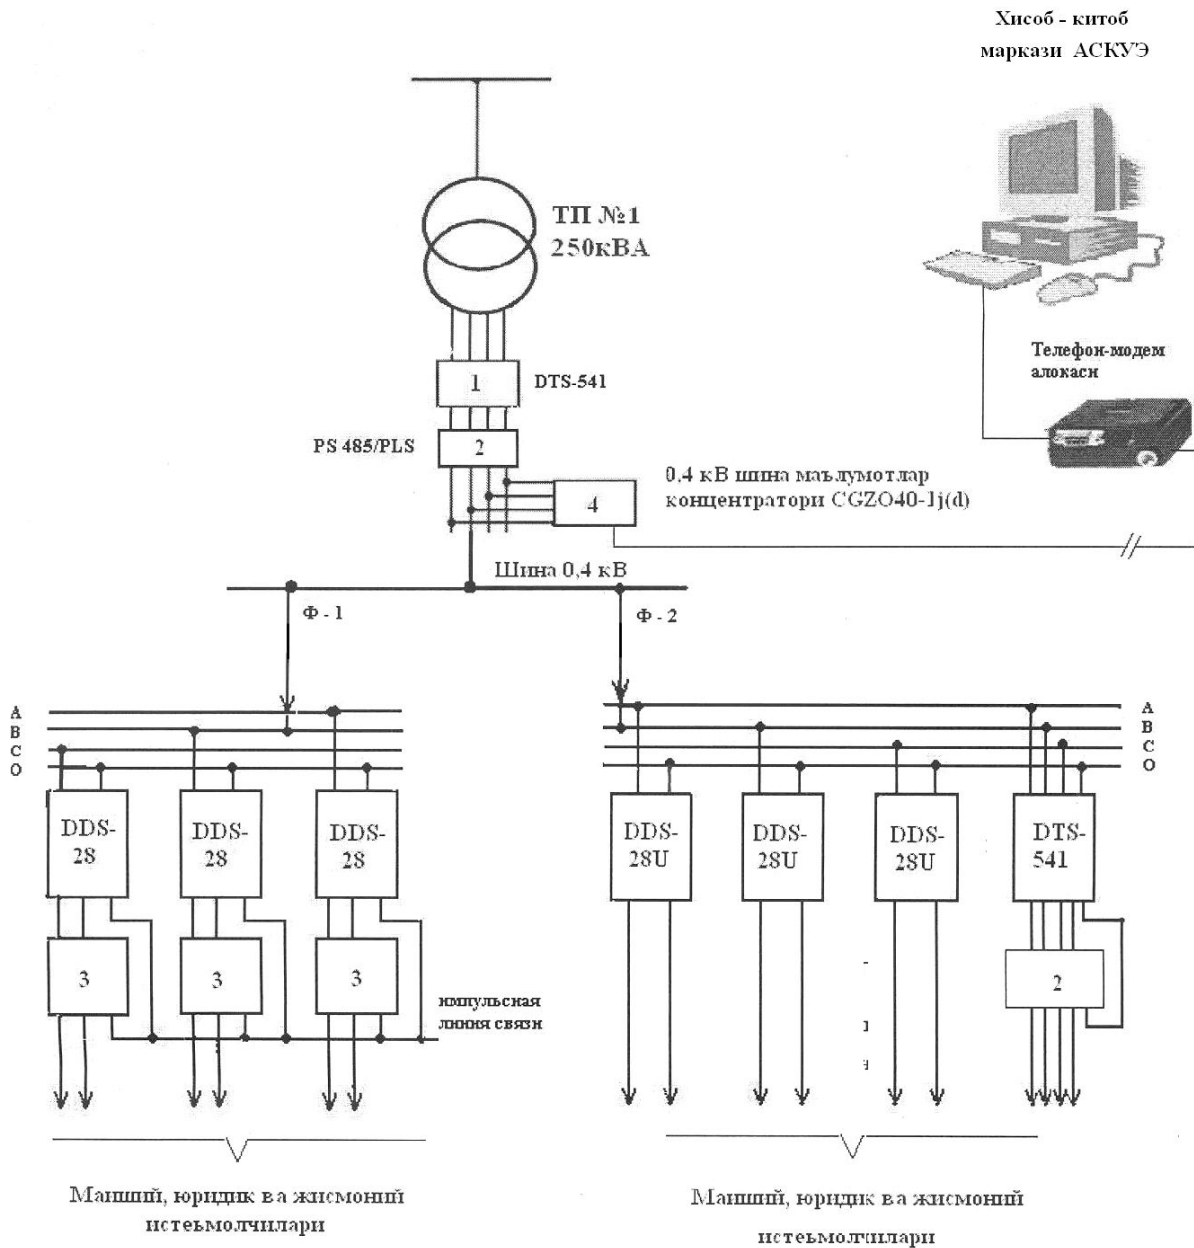 Хисоб - китоб
маркази АСКУЭ
ТП №1
250кВА
Телефон-модем
алокаси
1
DTS-541
PS 485/PLS
2
4
0,4 кВ шина маълумотлар
концентратори CGZO40-1j(d)
Шина 0,4 кВ
Ф - 1
Ф - 2
А
В
С
О
А
В
С
О
DDS-
28
DDS-
28
DDS-
28
DDS-
28U
DDS-
28U
DDS-
28U
DTS-
541
3
3
3
2
импульсная
линия связи
Маиший, юридик ва жисмоний
истеьмолчилари
Маиший, юридик ва жисмоний
истеьмолчилари